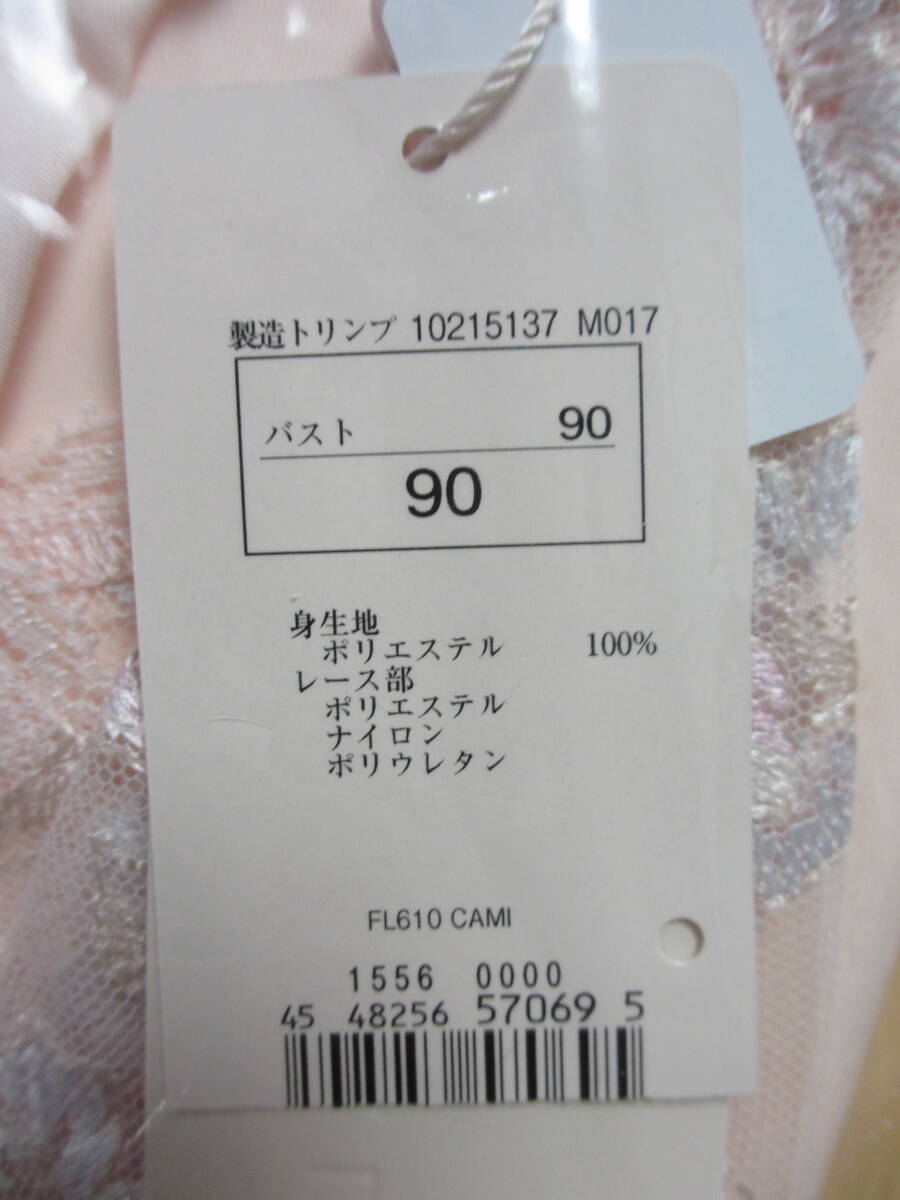 製造トリンプ 10215137 M017
バスト 90
90
身生地
ポリエステル 100%
レース部
ポリエステル
ナイロン
ポリウレタン
FL610 CAMI
1556 0000
45 48256 57069 5